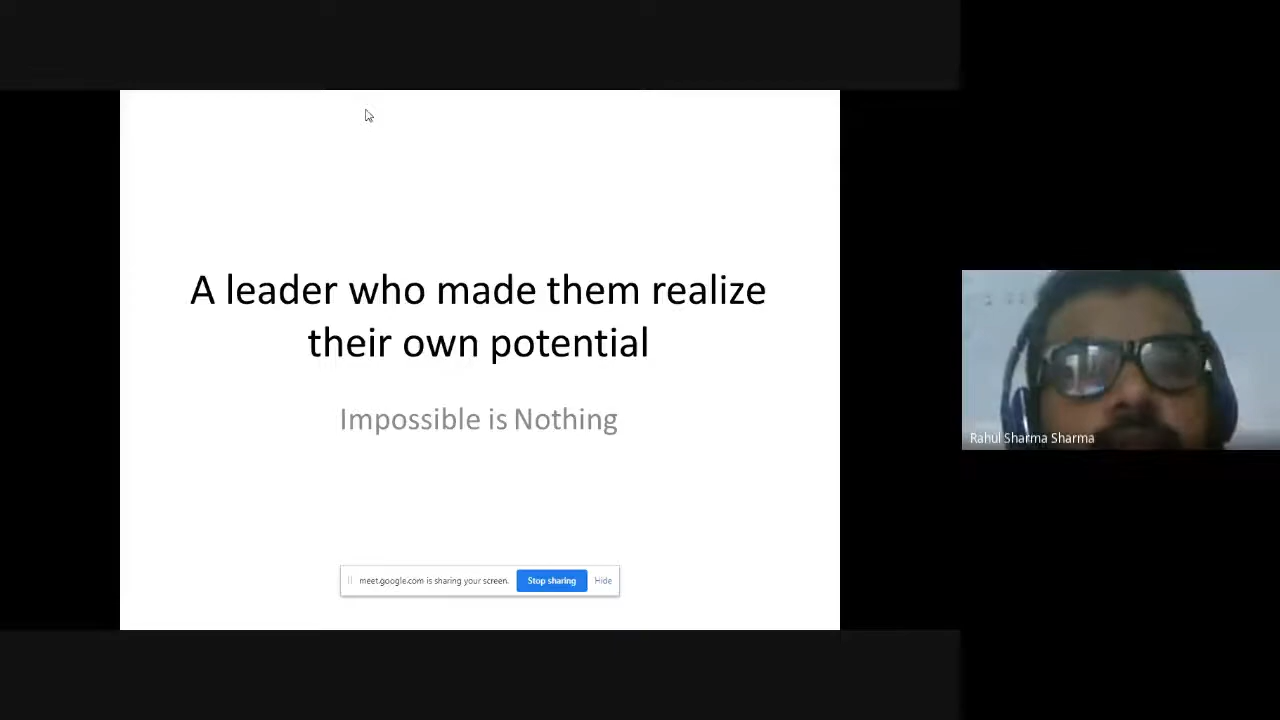 A leader who made them realize
their own potential
Impossible is Nothing
meet.google.com is sharing your screen. Stop sharing Hide
Rahul Sharma Sharma